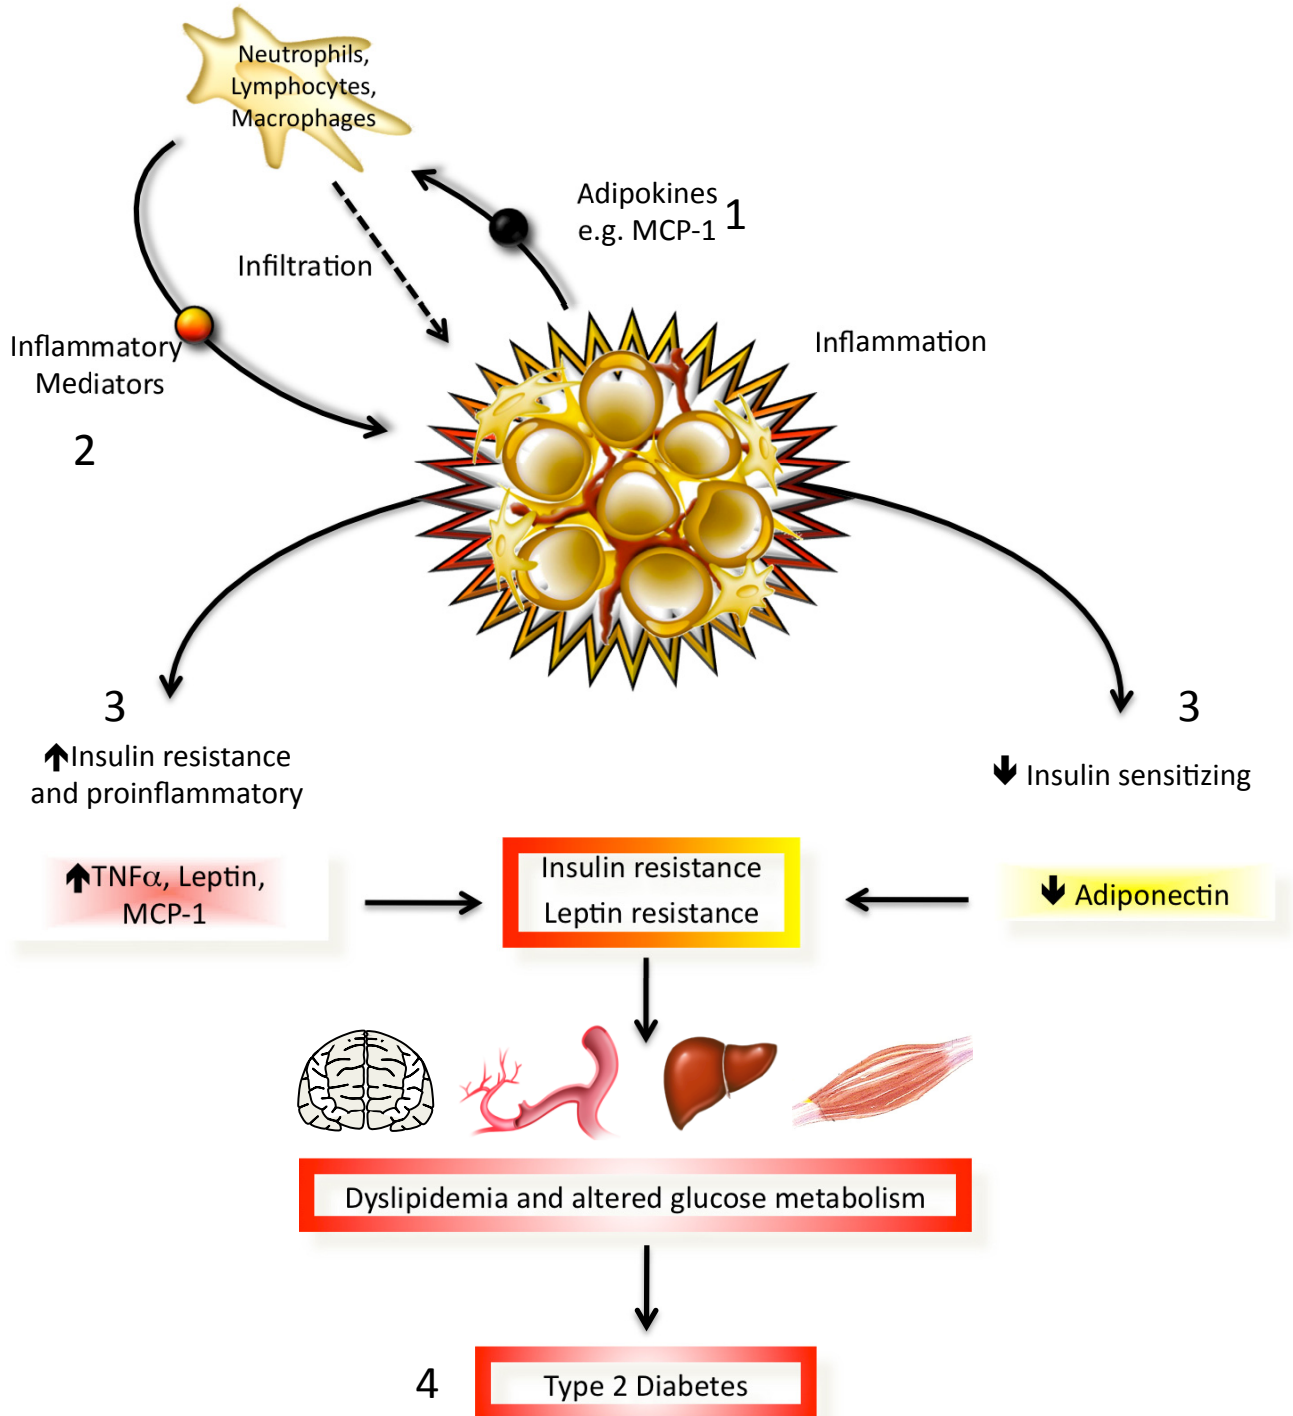 Neutrophils,
Lymphocytes,
Macrophages
Adipokines
e.g. MCP-1
1
Infiltration
Inflammatory
Mediators
2
Inflammation
3
↑Insulin resistance
and proinflammatory
3
↓ Insulin sensitizing
↑TNFα, Leptin,
MCP-1
Insulin resistance
Leptin resistance
↓ Adiponectin
Dyslipidemia and altered glucose metabolism
4
Type 2 Diabetes